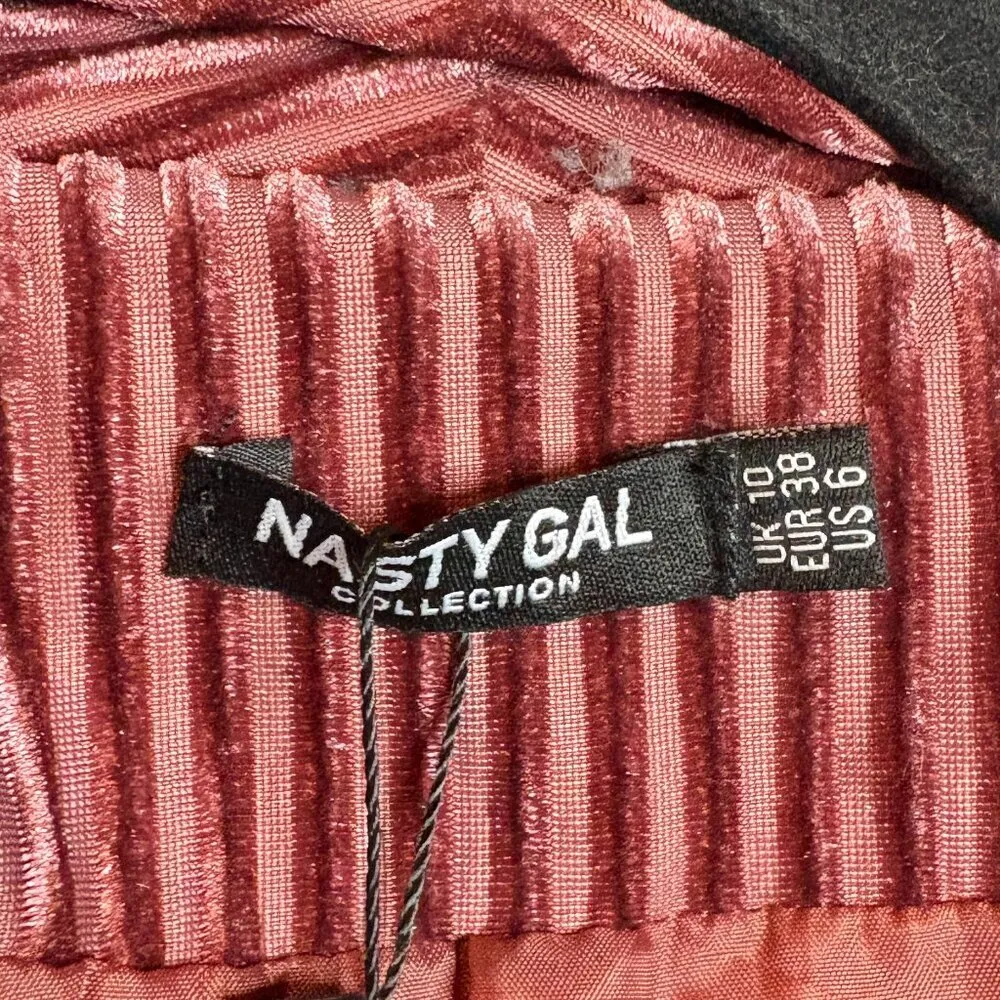 NASTY GAL
COLLECTION
UK 10
EUR 38
US 6